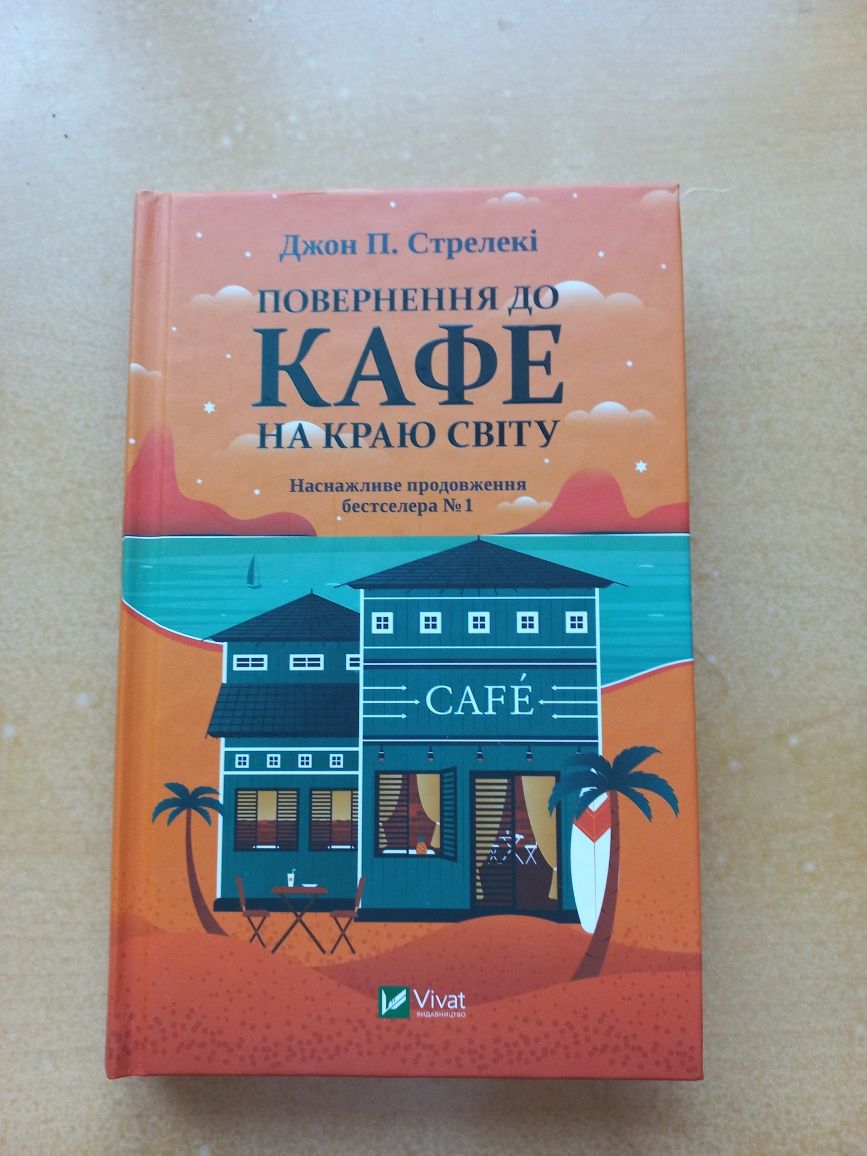 Джон П. Стрелекі
ПОВЕРНЕННЯ ДО
КАФЕ
НА КРАЮ СВІТУ
Наснажливе продовження
бестселера № 1
CAFÉ
Vivat
ВИДАВНИЦТВО